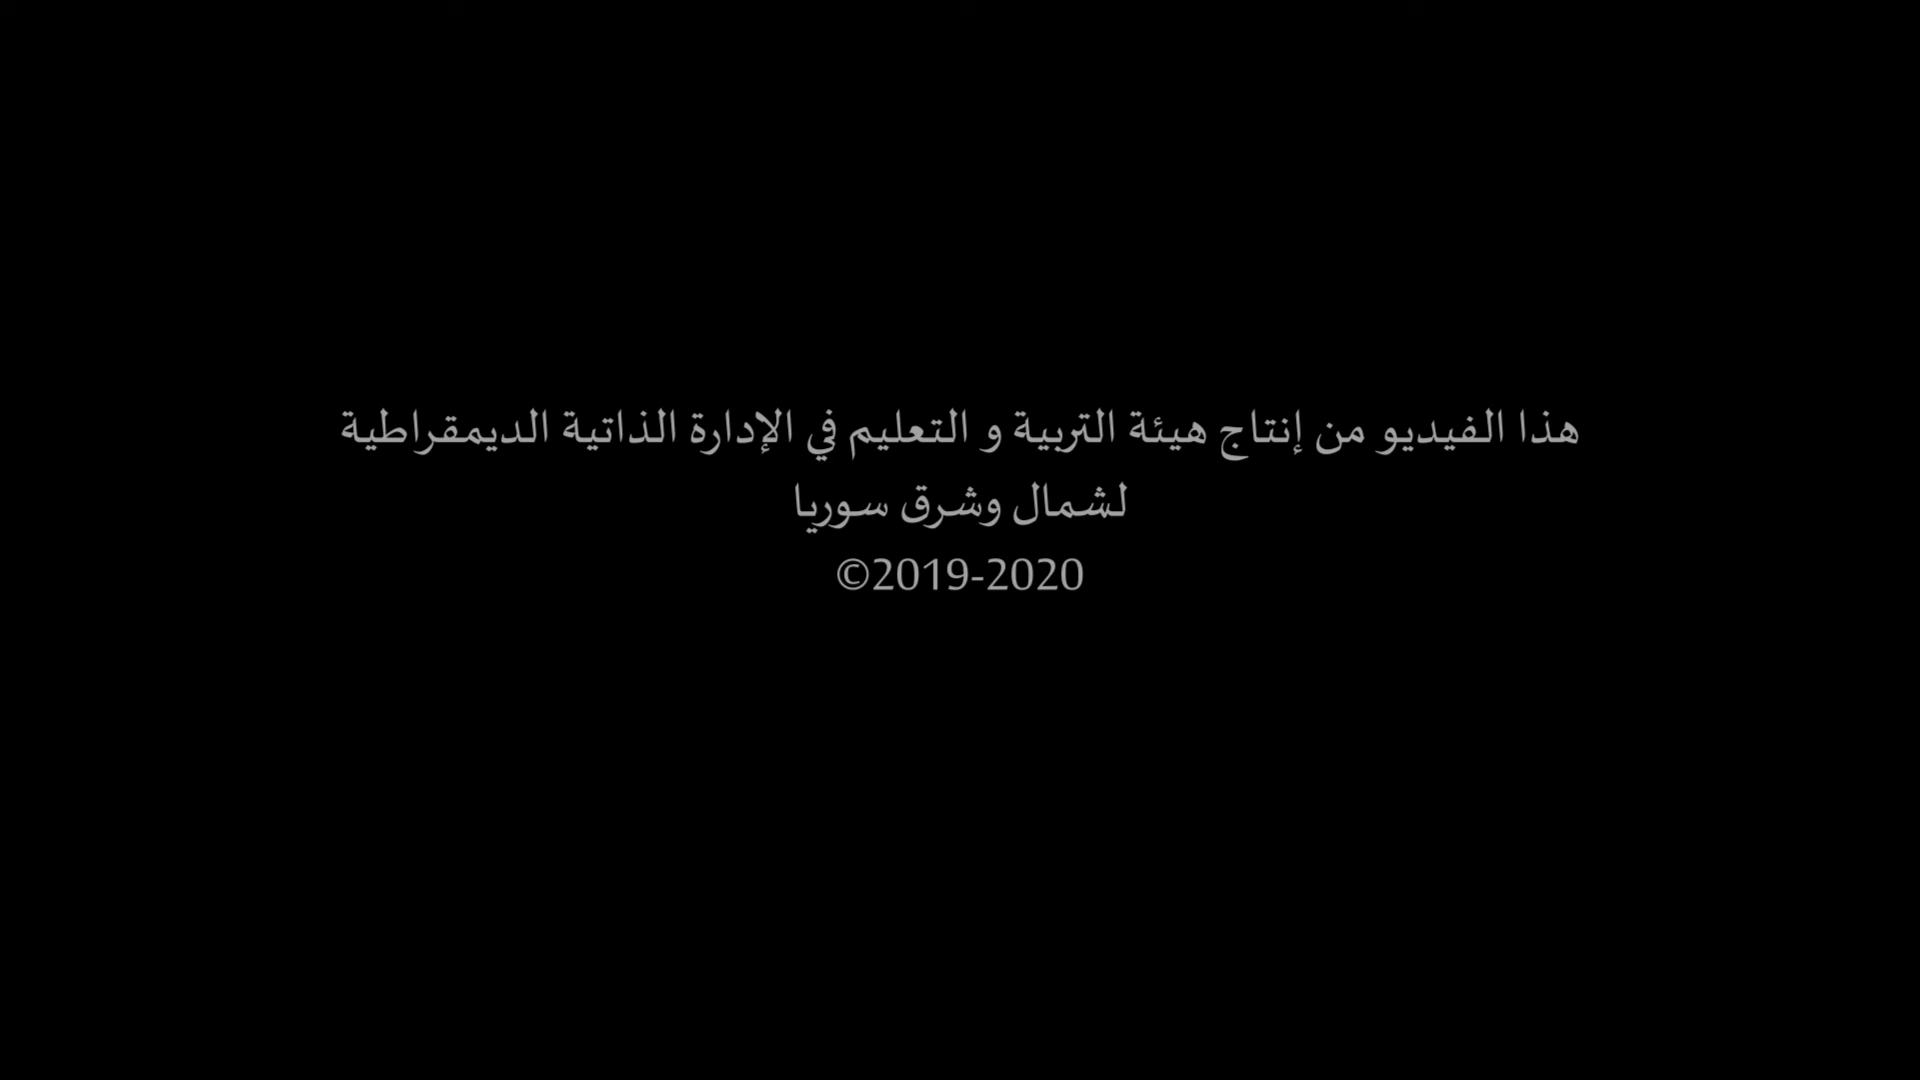 هذا الفيديو من إنتاج هيئة التربية و التعليم في الإدارة الذاتية الديمقراطية
لشمال وشرق سوريا
©2019-2020